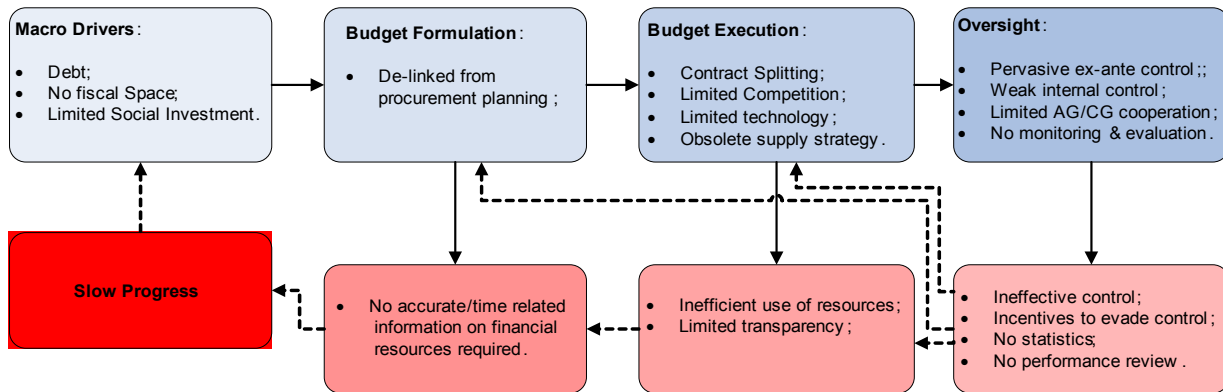 Macro Drivers:
• Debt;
• No fiscal Space;
• Limited Social Investment.
Budget Formulation:
• De-linked from
procurement planning;
Budget Execution:
• Contract Splitting;
• Limited Competition;
• Limited technology;
• Obsolete supply strategy.
Oversight:
• Pervasive ex-ante control;;
• Weak internal control;
• Limited AG/CG cooperation;
• No monitoring & evaluation.
Slow Progress
• No accurate/time related
information on financial
resources required.
• Inefficient use of resources;
• Limited transparency;
• Ineffective control;
• Incentives to evade control;
• No statistics;
• No performance review.